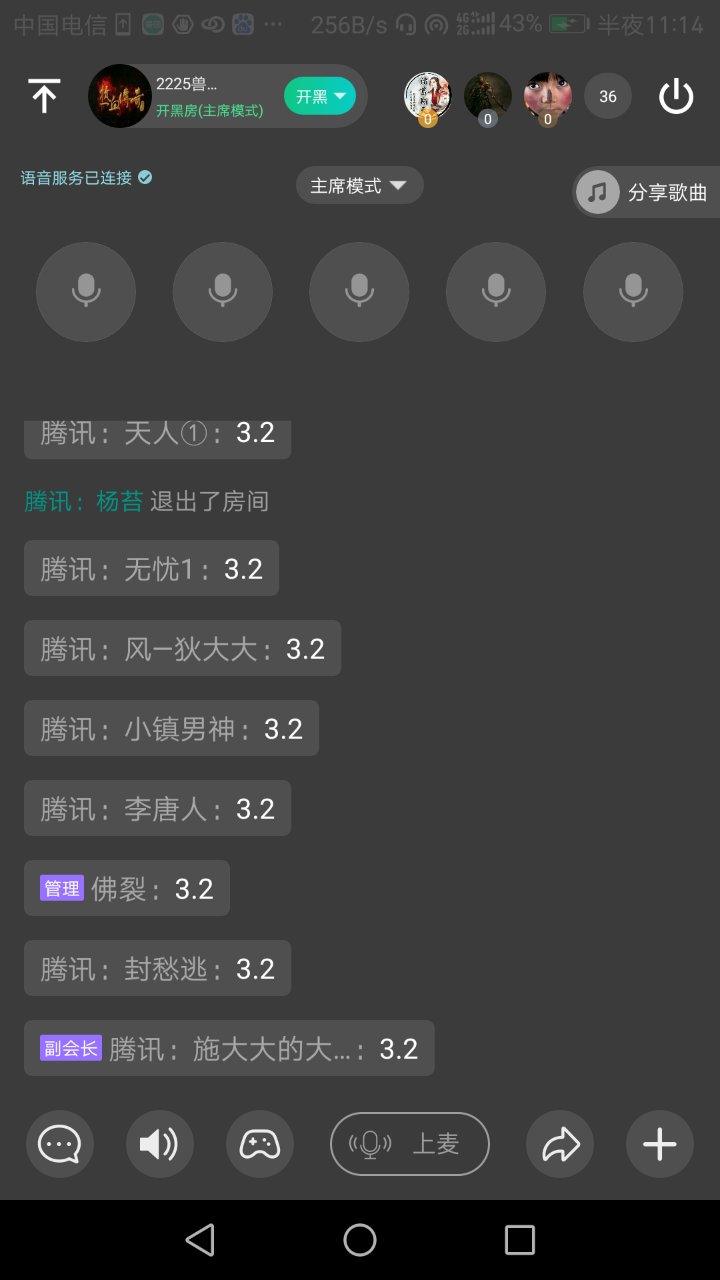 中国电信 256B/s 4G 2G 43% 半夜11:14
2225兽...
开黑房(主席模式)
开黑
0
0
0
36
语音服务已连接
主席模式
分享歌曲
腾讯：天人①：3.2
腾讯：杨苔 退出了房间
腾讯：无忧1：3.2
腾讯：风一狄大大：3.2
腾讯：小镇男神：3.2
腾讯：李唐人：3.2
管理 佛裂：3.2
腾讯：封愁逃：3.2
副会长 腾讯：施大大的大...：3.2
上麦